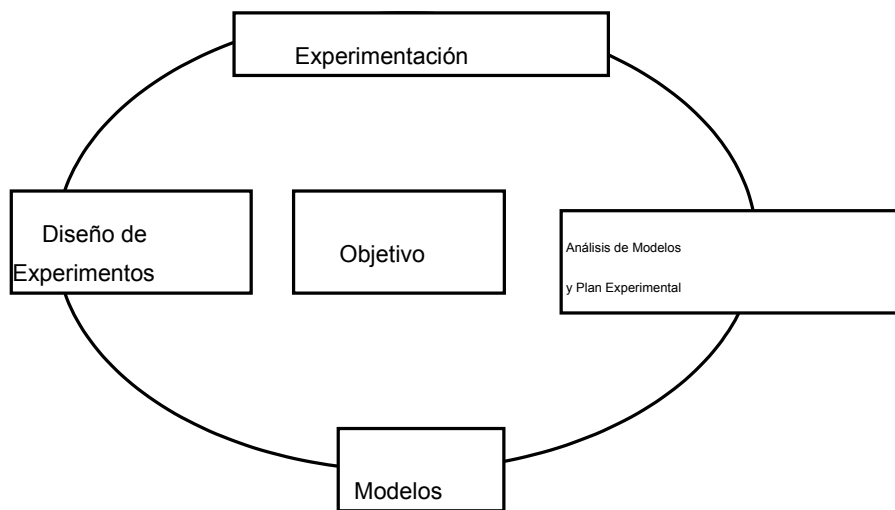 Experimentación
Diseño de
Experimentos
Objetivo
Análisis de Modelos
y Plan Experimental
Modelos